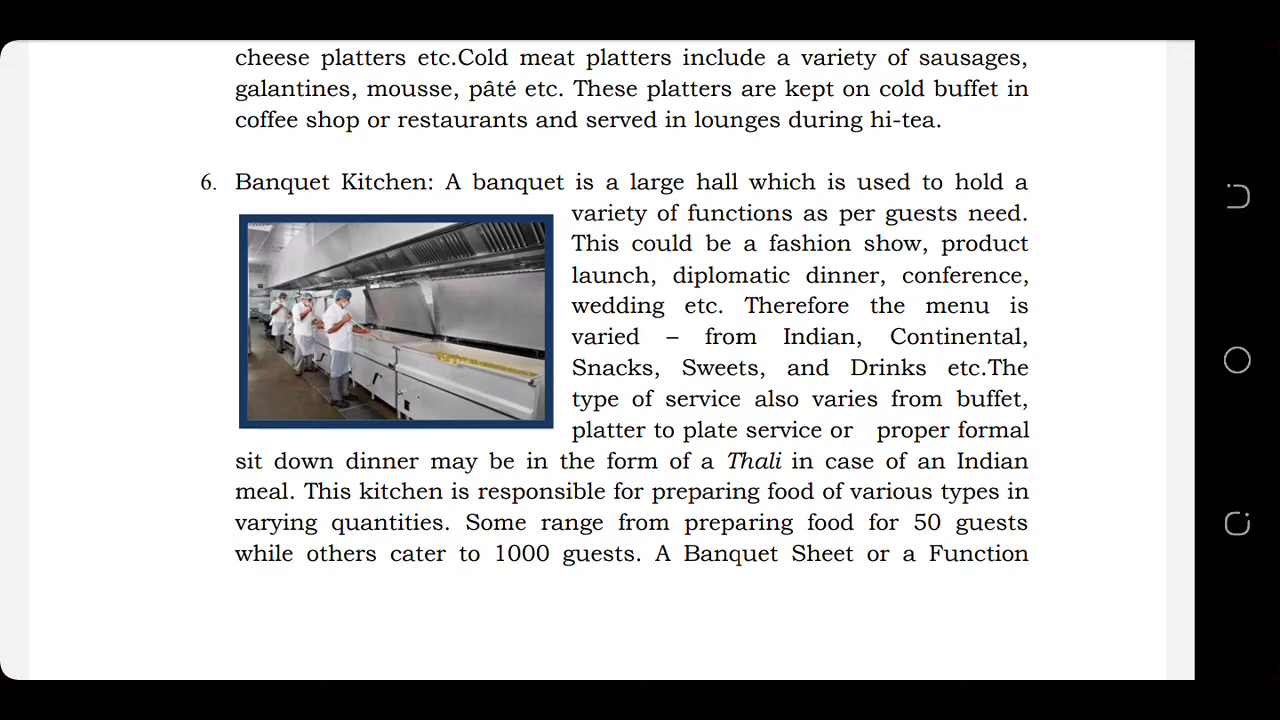 cheese platters etc.Cold meat platters include a variety of sausages,
galantines, mousse, pâté etc. These platters are kept on cold buffet in
coffee shop or restaurants and served in lounges during hi-tea.
6. Banquet Kitchen: A banquet is a large hall which is used to hold a
variety of functions as per guests need.
This could be a fashion show, product
launch, diplomatic dinner, conference,
wedding etc. Therefore the menu is
varied – from Indian, Continental,
Snacks, Sweets, and Drinks etc.The
type of service also varies from buffet,
platter to plate service or proper formal
sit down dinner may be in the form of a Thali in case of an Indian
meal. This kitchen is responsible for preparing food of various types in
varying quantities. Some range from preparing food for 50 guests
while others cater to 1000 guests. A Banquet Sheet or a Function